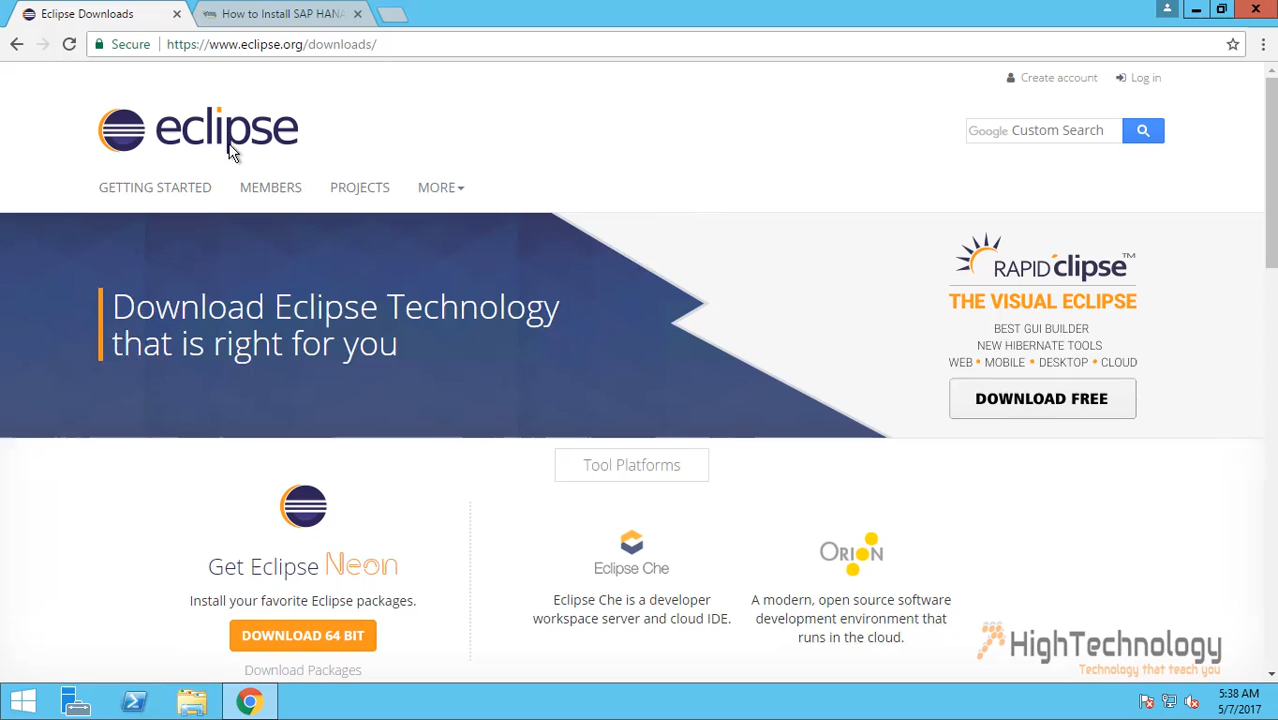 Eclipse Downloads
How to Install SAP HANA
Secure
https://www.eclipse.org/downloads/
Create account
Log in
eclipse
Google Custom Search
GETTING STARTED
MEMBERS
PROJECTS
MORE
Download Eclipse Technology
that is right for you
RAPID clipse™
THE VISUAL ECLIPSE
BEST GUI BUILDER
NEW HIBERNATE TOOLS
WEB • MOBILE • DESKTOP • CLOUD
DOWNLOAD FREE
Tool Platforms
Get Eclipse Neon
Install your favorite Eclipse packages.
DOWNLOAD 64 BIT
Download Packages
Eclipse Che
Eclipse Che is a developer
workspace server and cloud IDE.
ORION
A modern, open source software
development environment that
runs in the cloud.
HighTechnology
Technology that teach you
5:38 AM
5/7/2017